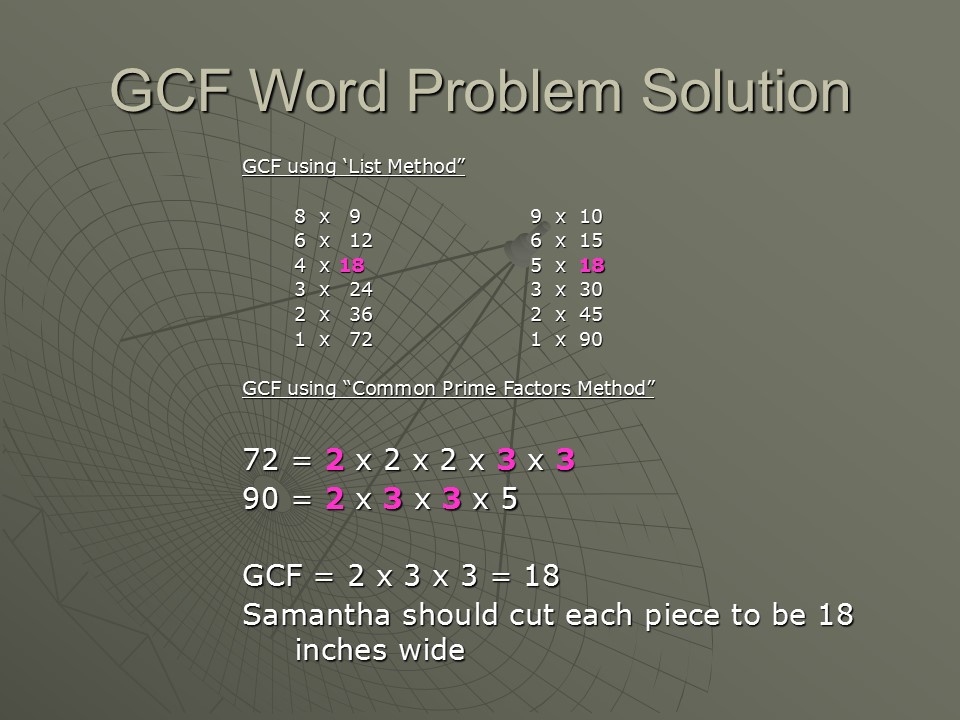 GCF Word Problem Solution
GCF using ‘List Method”
8 x 9 9 x 10
6 x 12 6 x 15
4 x 18 5 x 18
3 x 24 3 x 30
2 x 36 2 x 45
1 x 72 1 x 90
GCF using “Common Prime Factors Method”
72 = 2 x 2 x 2 x 3 x 3
90 = 2 x 3 x 3 x 5
GCF = 2 x 3 x 3 = 18
Samantha should cut each piece to be 18
inches wide